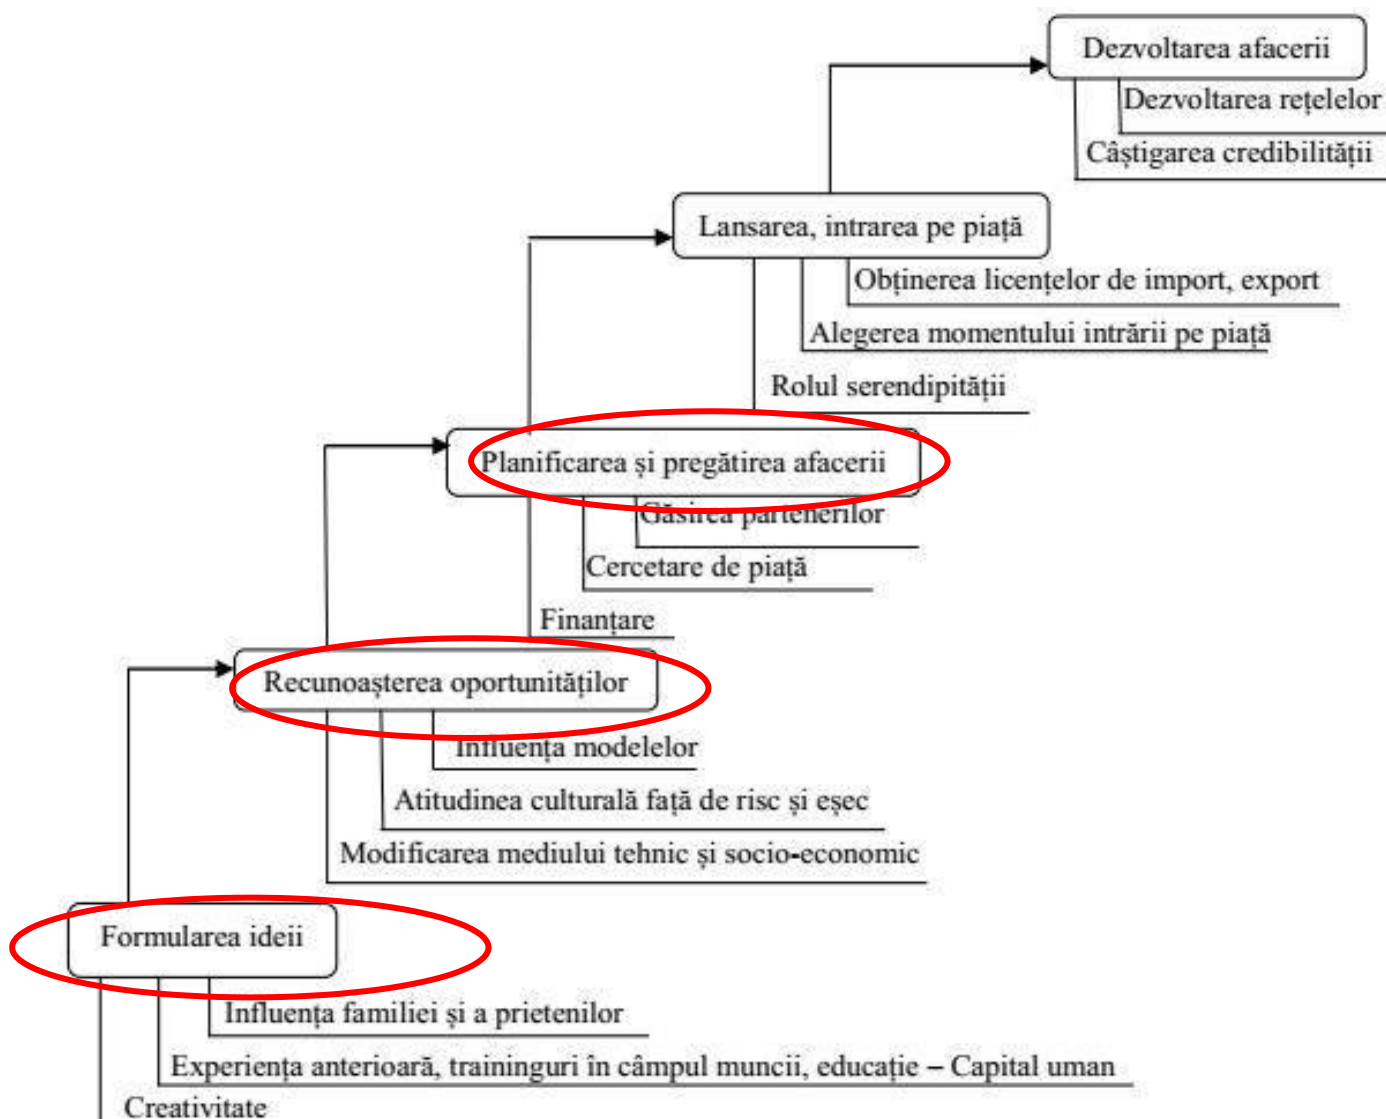 Dezvoltarea afacerii
Dezvoltarea rețelelor
Câștigarea credibilității
Lansarea, intrarea pe piață
Obținerea licențelor de import, export
Alegerea momentului intrării pe piață
Rolul serendipității
Planificarea și pregătirea afacerii
Găsirea partenerilor
Cercetare de piață
Finanțare
Recunoașterea oportunităților
Influența modelelor
Atitudinea culturală față de risc și eșec
Modificarea mediului tehnic și socio-economic
Formularea ideii
Influența familiei și a prietenilor
Experiența anterioară, traininguri în câmpul muncii, educație – Capital uman
Creativitate